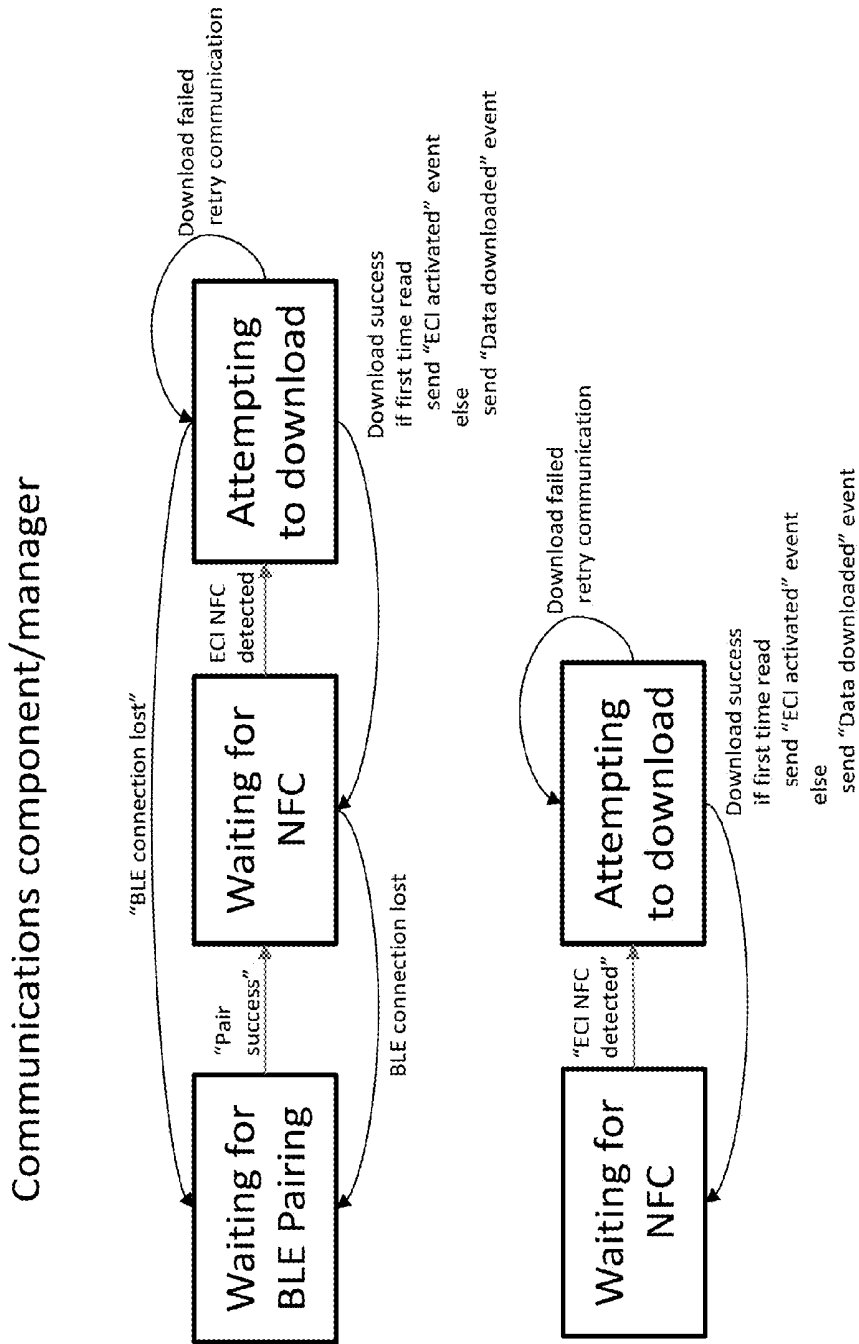 Communications component/manager
"BLE connection lost"
Waiting for
BLE Pairing
"Pair
success"
Waiting for
NFC
ECI NFC
detected
Attempting
to download
Download failed
retry communication
BLE connection lost
Download success
if first time read
send "ECI activated" event
else
send "Data downloaded" event
Waiting for
NFC
"ECI NFC
detected"
Attempting
to download
Download failed
retry communication
Download success
if first time read
send "ECI activated" event
else
send "Data downloaded" event